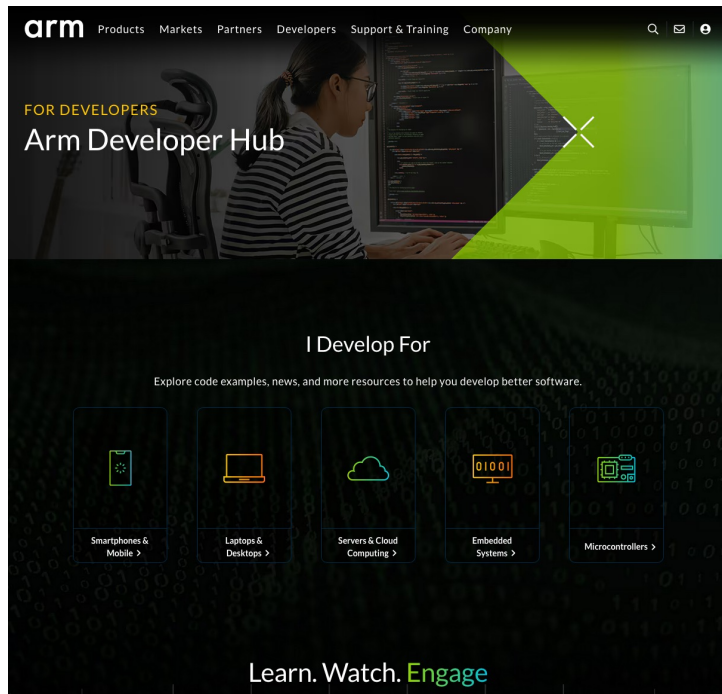 arm Products Markets Partners Developers Support & Training Company
FOR DEVELOPERS
Arm Developer Hub
I Develop For
Explore code examples, news, and more resources to help you develop better software.
01001
Smartphones &
Mobile >
Laptops &
Desktops >
Servers & Cloud
Computing >
Embedded
Systems >
Microcontrollers >
Learn. Watch. Engage